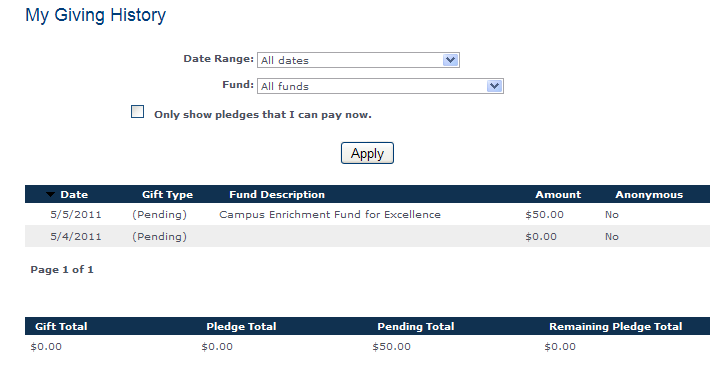 My Giving History
Date Range: All dates
Fund: All funds
Only show pledges that I can pay now.
Apply
Date Gift Type Fund Description Amount Anonymous
5/5/2011 (Pending) Campus Enrichment Fund for Excellence $50.00 No
5/4/2011 (Pending) $0.00 No
Page 1 of 1
Gift Total Pledge Total Pending Total Remaining Pledge Total
$0.00 $0.00 $50.00 $0.00